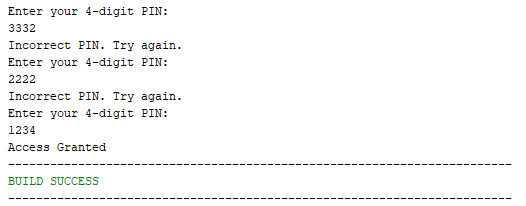 Enter your 4-digit PIN:
3332
Incorrect PIN. Try again.
Enter your 4-digit PIN:
2222
Incorrect PIN. Try again.
Enter your 4-digit PIN:
1234
Access Granted
------------------------------------------------------------------------
BUILD SUCCESS
------------------------------------------------------------------------